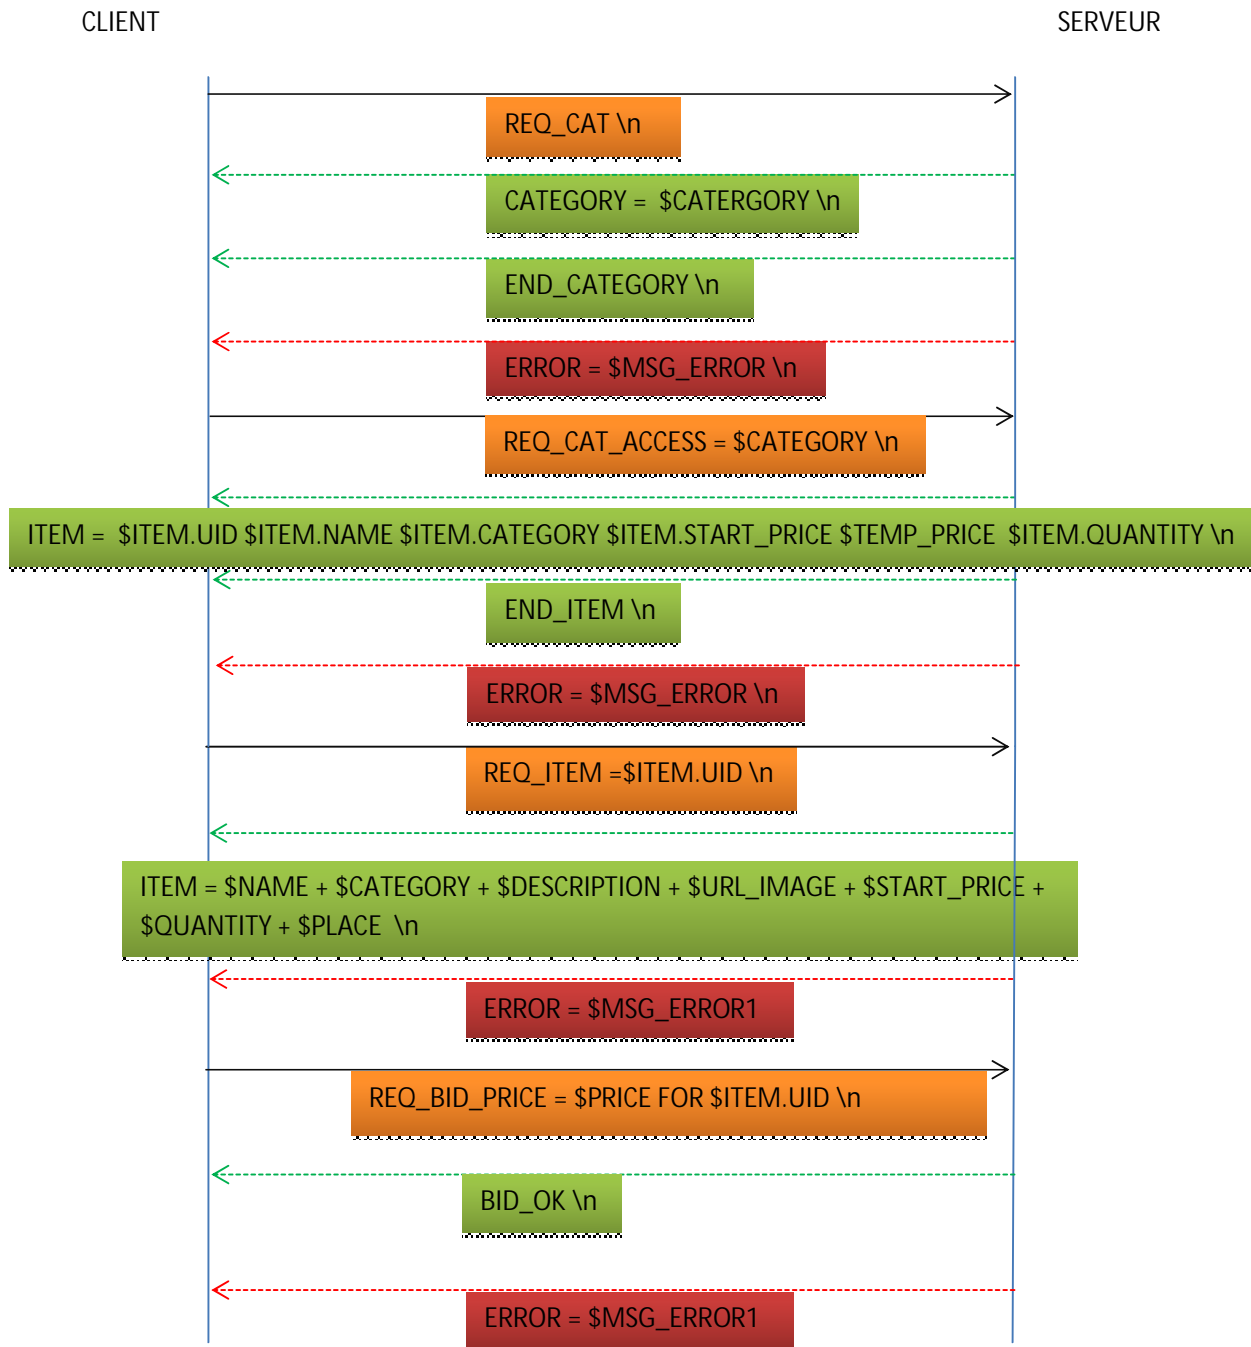 CLIENT
SERVEUR
REQ_CAT \n
CATEGORY =  $CATERGORY \n
END_CATEGORY \n
ERROR = $MSG_ERROR \n
REQ_CAT_ACCESS = $CATEGORY \n
ITEM =  $ITEM.UID $ITEM.NAME $ITEM.CATEGORY $ITEM.START_PRICE $TEMP_PRICE  $ITEM.QUANTITY \n
END_ITEM \n
ERROR = $MSG_ERROR \n
REQ_ITEM =$ITEM.UID \n
ITEM = $NAME + $CATEGORY + $DESCRIPTION + $URL_IMAGE + $START_PRICE +
$QUANTITY + $PLACE  \n
ERROR = $MSG_ERROR1
REQ_BID_PRICE = $PRICE FOR $ITEM.UID \n
BID_OK \n
ERROR = $MSG_ERROR1